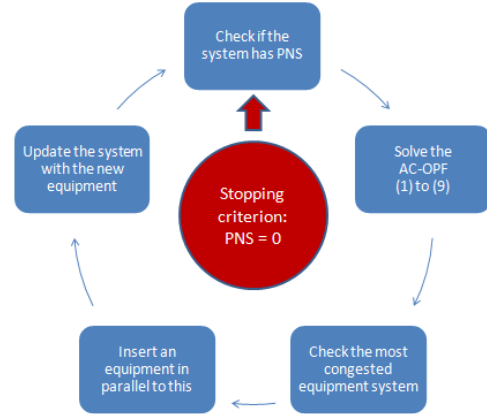 Check if the
system has PNS
Solve the
AC-OPF
(1) to (9)
Check the most
congested
equipment system
Insert an
equipment in
parallel to this
Update the system
with the new
equipment
Stopping
criterion:
PNS = 0